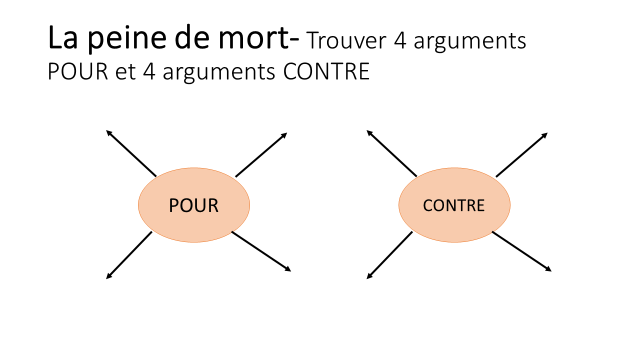 La peine de mort- Trouver 4 arguments
POUR et 4 arguments CONTRE
POUR
CONTRE